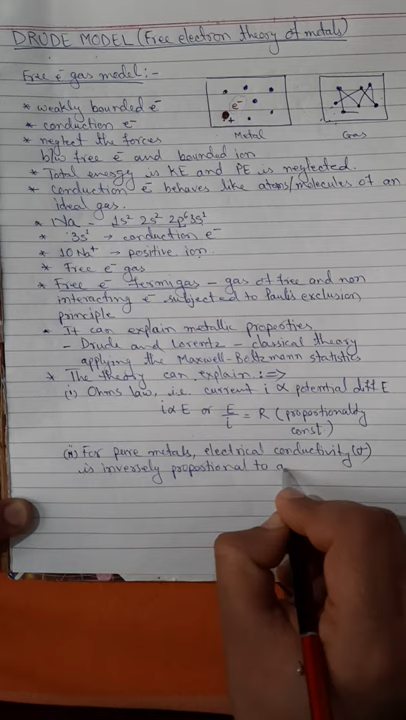 DRUDE MODEL (Free electron theory of metals)
Free e⁻ gas model:-
* weakly bounded e⁻
* conduction e⁻
* neglect the forces
b/w free e⁻ and bounded ion
e⁻
+
Metal
Gas
* Total energy is KE and PE is neglected.
* Conduction e⁻ behaves like atoms/molecules of an
ideal gas.
* Na – 1s² 2s² 2p⁶ 3s¹
* 3s¹ → conduction e⁻
* 10 Na⁺ → positive ion.
* Free e⁻ gas
* Free e⁻ fermigas – gas of free and non
interacting e⁻ subjected to Pauli's exclusion
principle
* It can explain metallic properties
– Drude and Lorentz – classical theory
applying the Maxwell-Boltzmann statistics
* The theory can explain :⇒
(i) Ohms law, i.e. current i ∝ potential diff E
i∝E or E/i = R (proportionality
const)
(ii) For pure metals, electrical conductivity (σ)
is inversely propotional to a